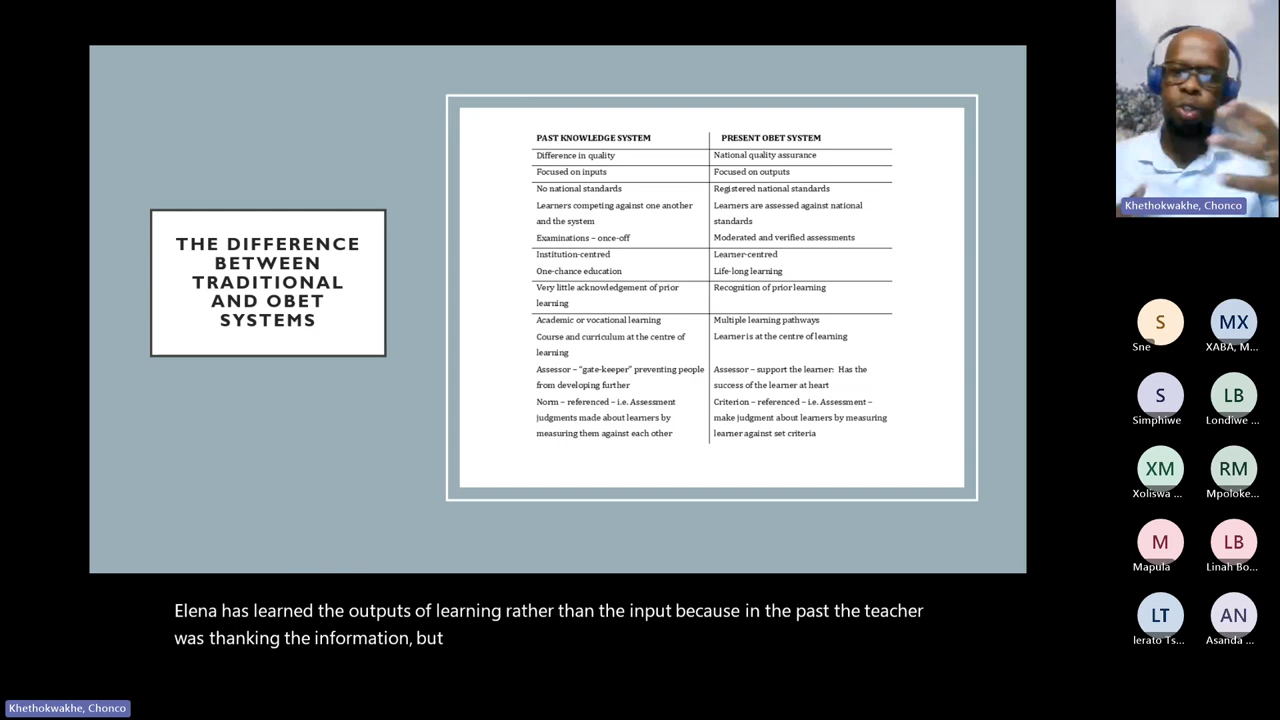 THE DIFFERENCE
BETWEEN
TRADITIONAL
AND OBET
SYSTEMS
PAST KNOWLEDGE SYSTEM PRESENT OBET SYSTEM
Difference in quality National quality assurance
Focused on inputs Focused on outputs
No national standards Registered national standards
Learners competing against one another Learners are assessed against national
and the system standards
Examinations – once-off Moderated and verified assessments
Institution-centred Learner-centred
One-chance education Life-long learning
Very little acknowledgement of prior Recognition of prior learning
learning
Academic or vocational learning Multiple learning pathways
Course and curriculum at the centre of Learner is at the centre of learning
learning
Assessor – "gate-keeper" preventing people Assessor – support the learner: Has the
from developing further success of the learner at heart
Norm – referenced – i.e. Assessment Criterion – referenced – i.e. Assessment –
judgments made about learners by make judgment about learners by measuring
measuring them against each other learner against set criteria
Khethokwakhe, Chonco
S MX
Sne XABA, M...
S LB
Simphiwe Londiwe ...
XM RM
Xoliswa ... Mpoloke...
M LB
Mapula Linah Bo...
LT AN
lerato Ts... Asanda ...
Elena has learned the outputs of learning rather than the input because in the past the teacher
was thanking the information, but
Khethokwakhe, Chonco